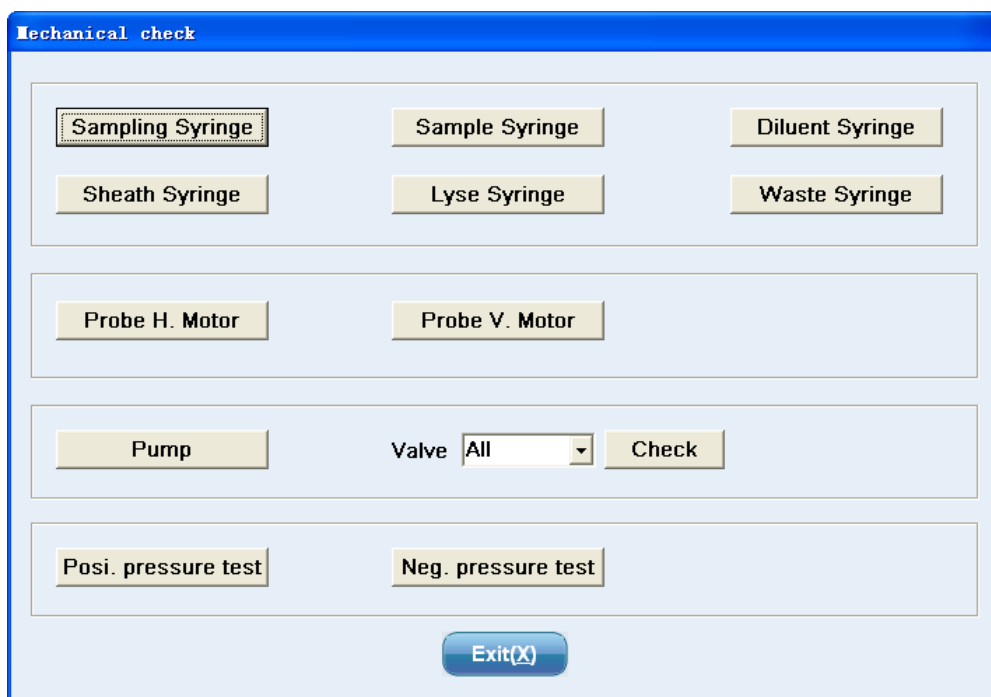 Mechanical check
Sampling Syringe Sample Syringe Diluent Syringe
Sheath Syringe Lyse Syringe Waste Syringe
Probe H. Motor Probe V. Motor
Pump Valve All Check
Posi. pressure test Neg. pressure test
Exit(X)